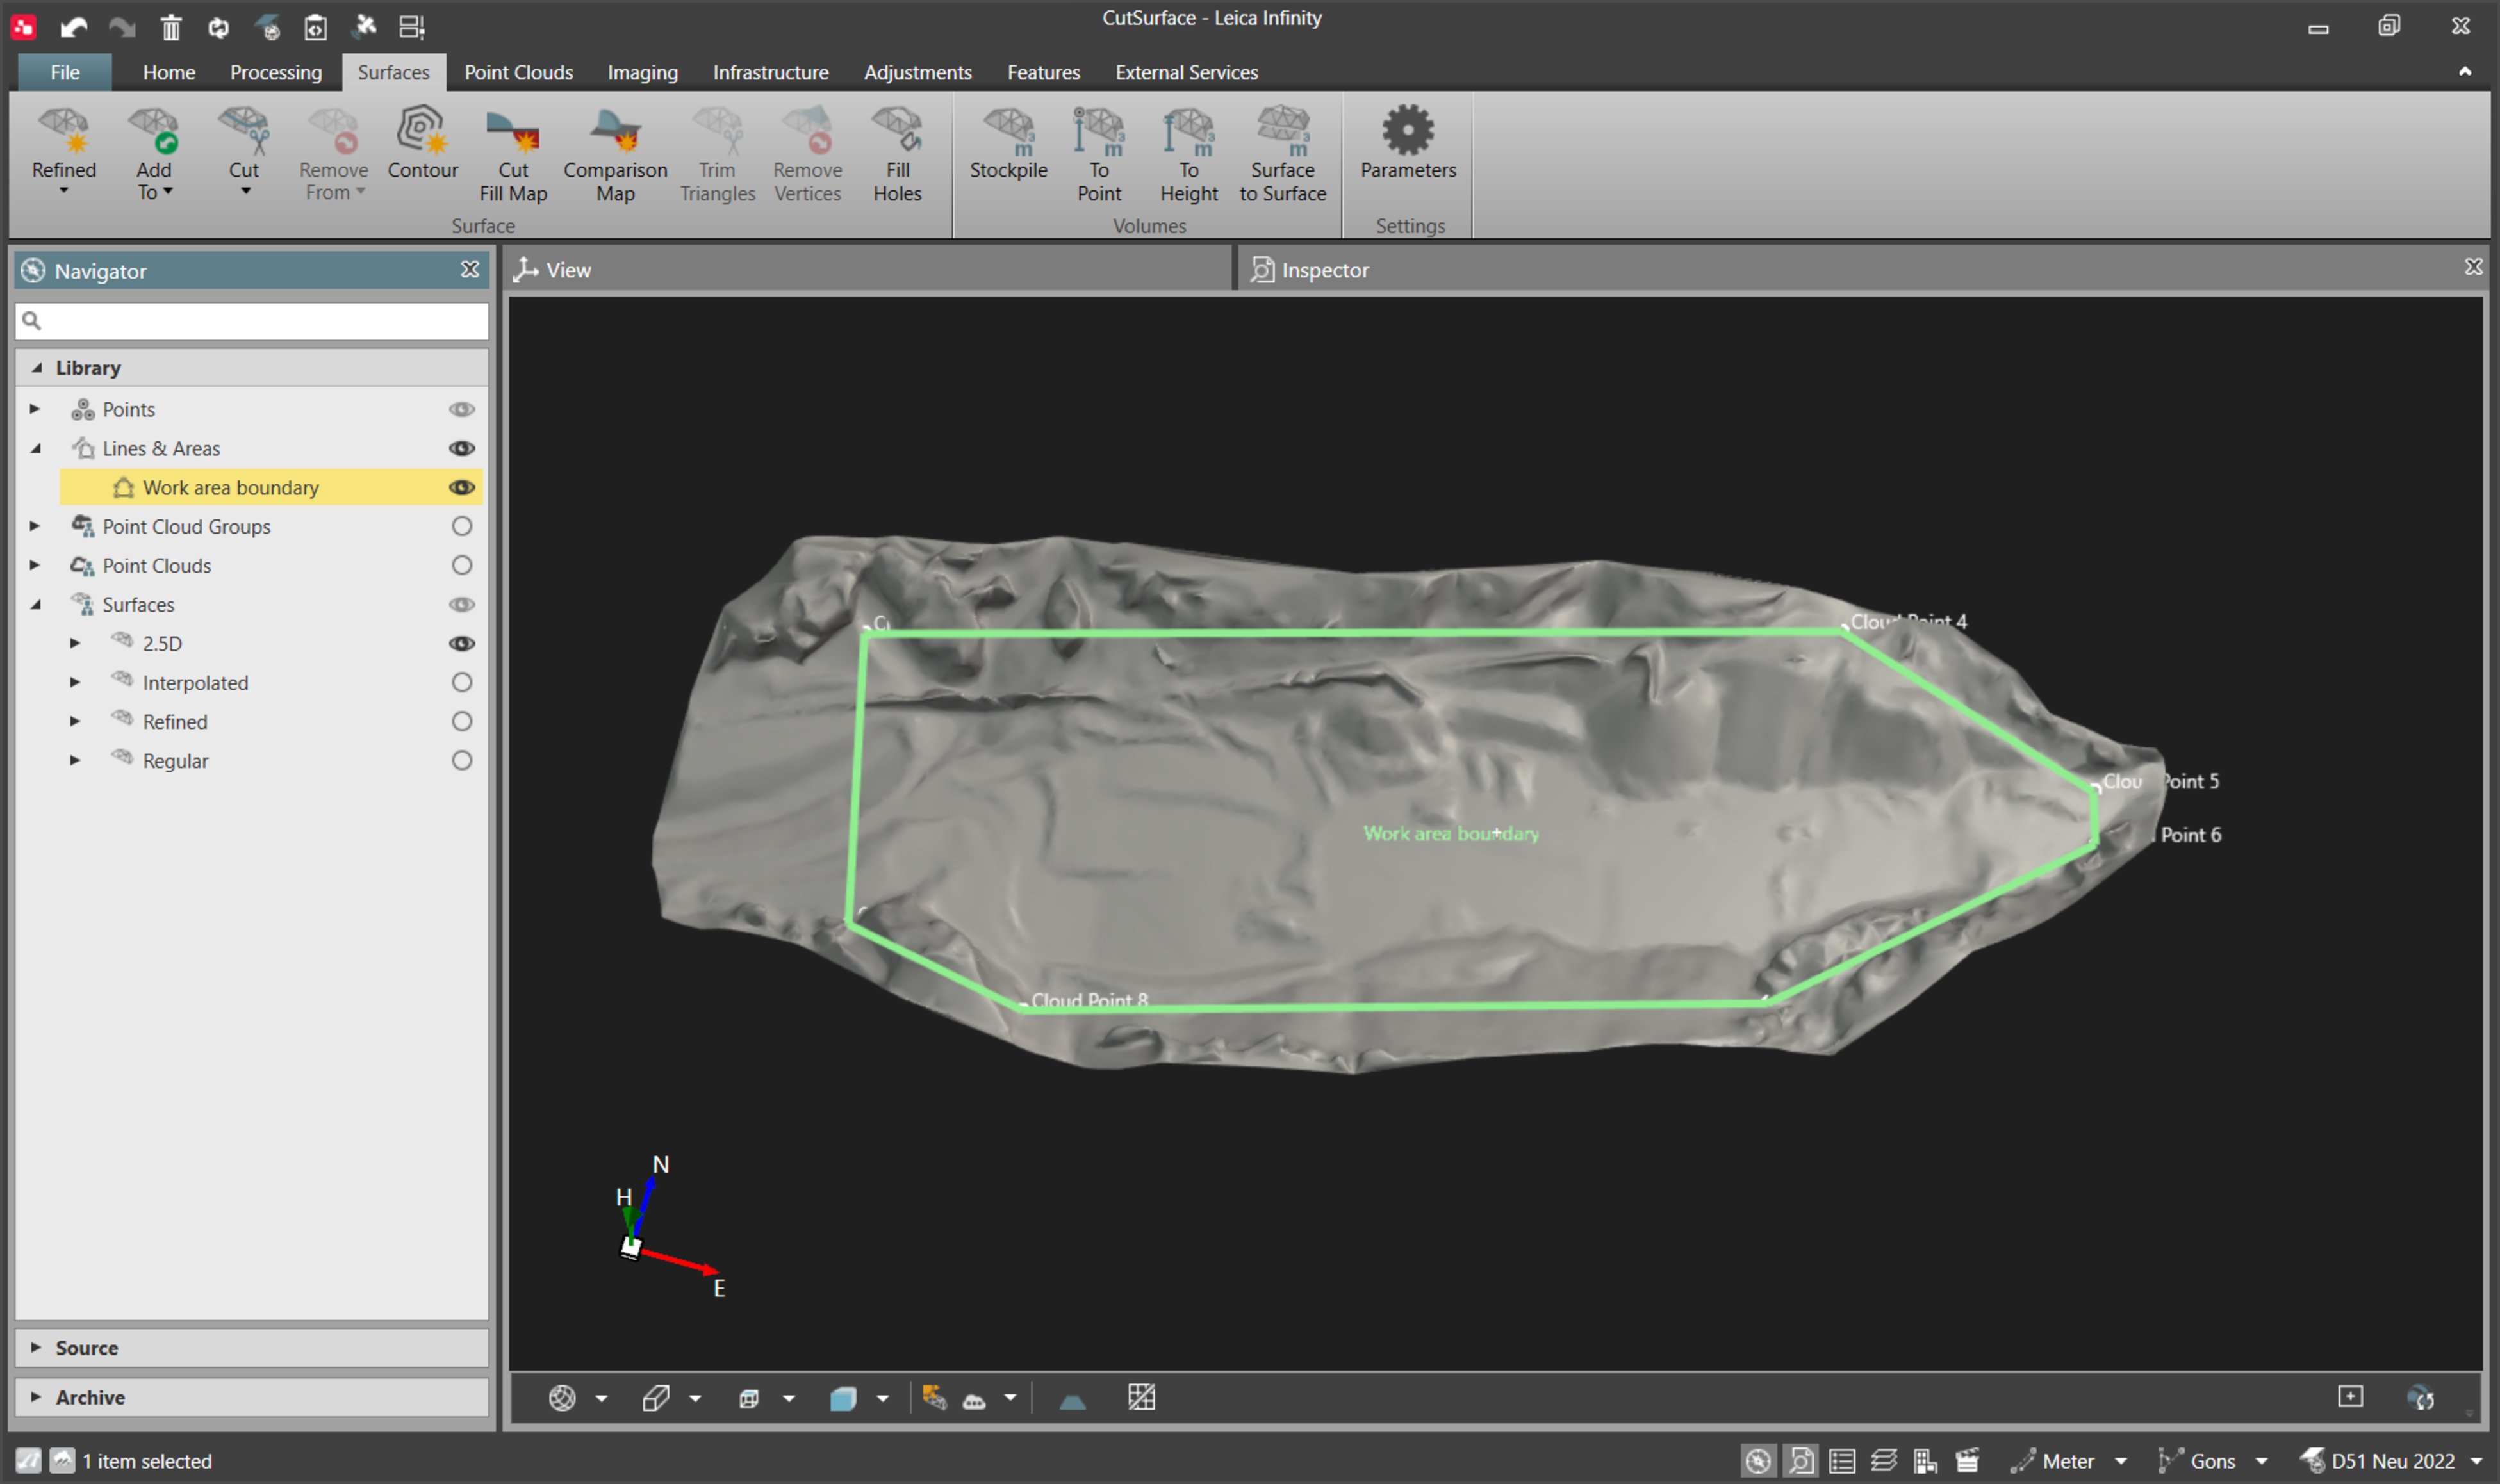 CutSurface - Leica Infinity
File Home Processing Surfaces Point Clouds Imaging Infrastructure Adjustments Features External Services
Refined
Add
To
Cut
Remove
From
Contour
Cut
Fill Map
Comparison
Map
Trim
Triangles
Remove
Vertices
Fill
Holes
Surface
Stockpile
To
Point
To
Height
Surface
to Surface
Volumes
Parameters
Settings
Navigator
View
Inspector
Library
Points
Lines & Areas
Work area boundary
Point Cloud Groups
Point Clouds
Surfaces
2.5D
Interpolated
Refined
Regular
Source
Archive
Cloud Point 4
Clou Point 5
Point 6
Work area boundary
Cloud Point 8
N
H
E
1 item selected
Meter
Gons
D51 Neu 2022